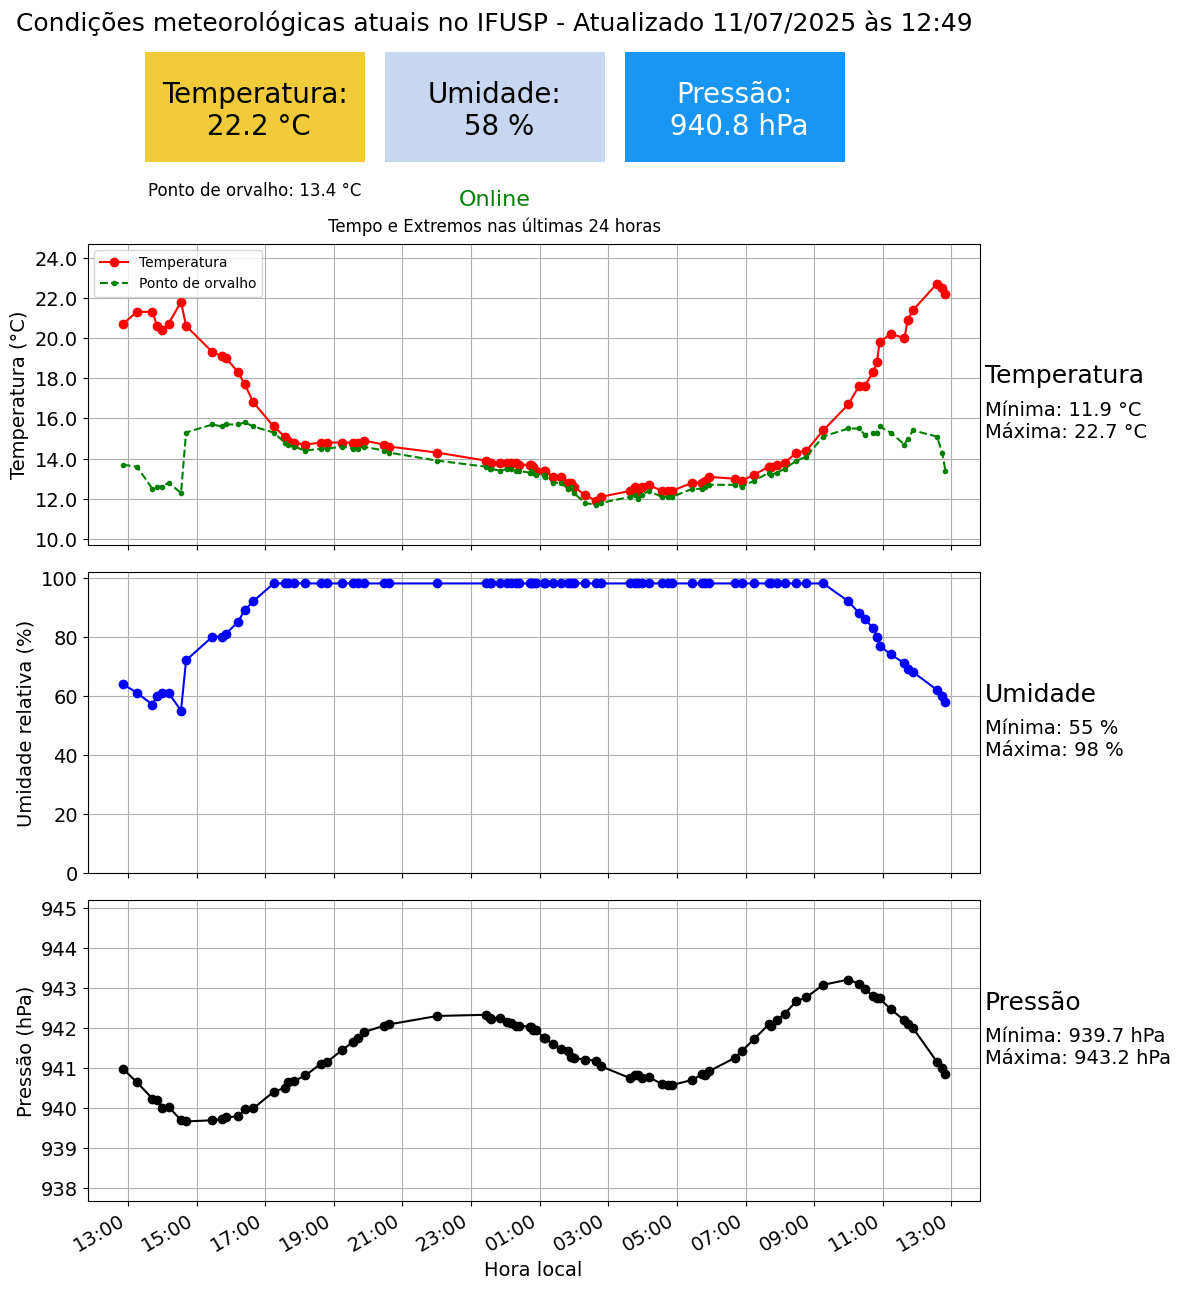 Condições meteorológicas atuais no IFUSP - Atualizado 11/07/2025 às 12:49
Temperatura:
22.2 °C
Umidade:
58 %
Pressão:
940.8 hPa
Ponto de orvalho: 13.4 °C
Online
Tempo e Extremos nas últimas 24 horas
Temperatura
Ponto de orvalho
Temperatura (°C)
24.0
22.0
20.0
18.0
16.0
14.0
12.0
10.0
Temperatura
Mínima: 11.9 °C
Máxima: 22.7 °C
Umidade relativa (%)
100
80
60
40
20
0
Umidade
Mínima: 55 %
Máxima: 98 %
Pressão (hPa)
945
944
943
942
941
940
939
938
Pressão
Mínima: 939.7 hPa
Máxima: 943.2 hPa
13:00
15:00
17:00
19:00
21:00
23:00
01:00
03:00
05:00
07:00
09:00
11:00
13:00
Hora local